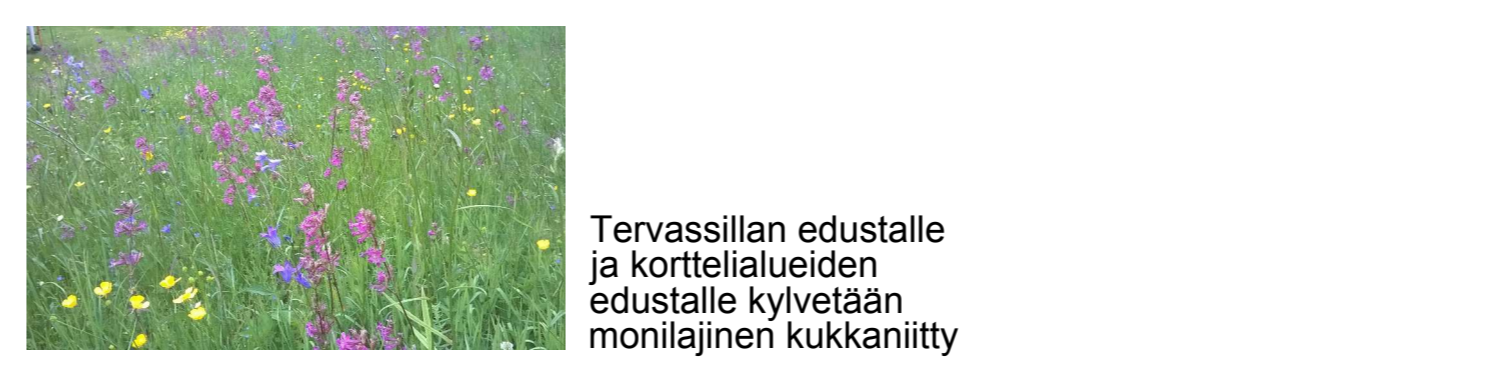 Tervassillan edustalle
ja korttelialueiden
edustalle kylvetään
monilajinen kukkaniitty